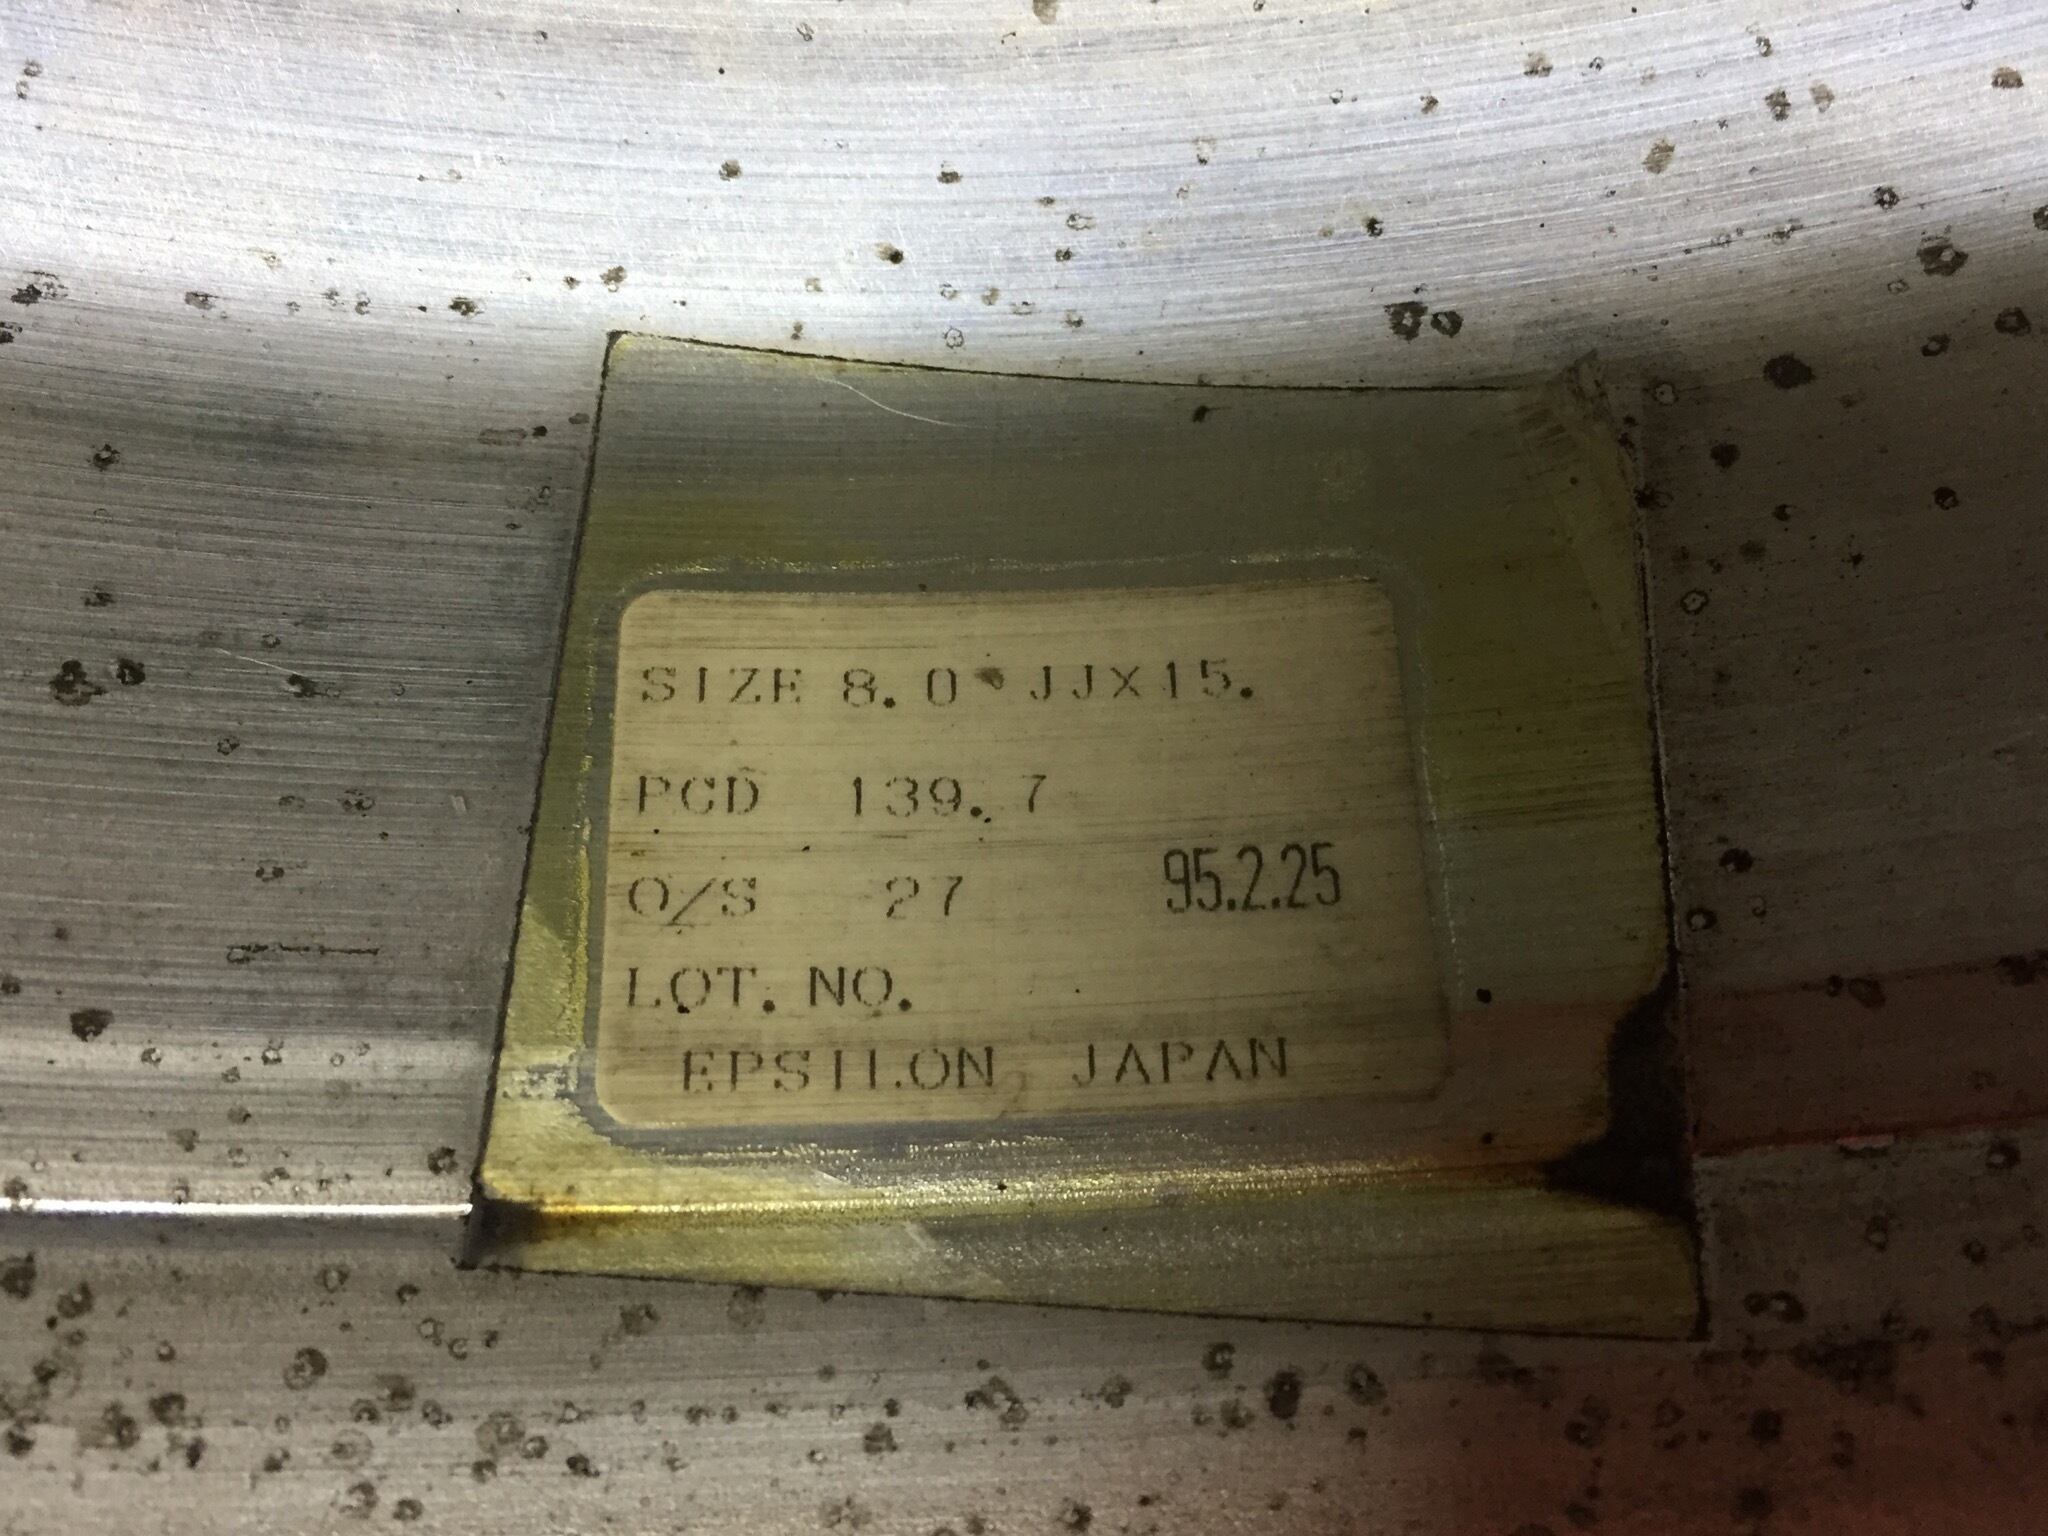 SIZE 8.0 JJX15.
PCD 139.7
O/S 27 95.2.25
LOT. NO.
EPSILON JAPAN